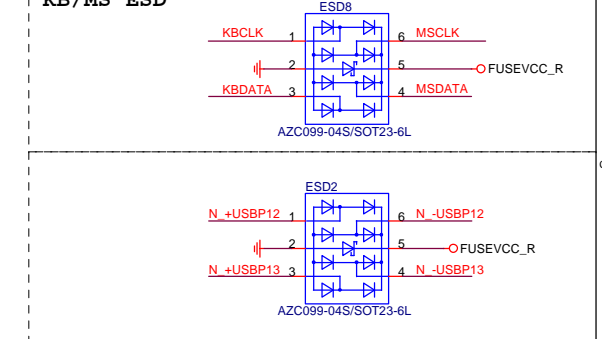 KB/MS ESD
ESD8
KBCLK 1 6 MSCLK
2 5 FUSEVCC_R
KBDATA 3 4 MSDATA
AZC099-04S/SOT23-6L
ESD2
N_+USBP12 1 6 N_-USBP12
2 5 FUSEVCC_R
N_+USBP13 3 4 N_-USBP13
AZC099-04S/SOT23-6L